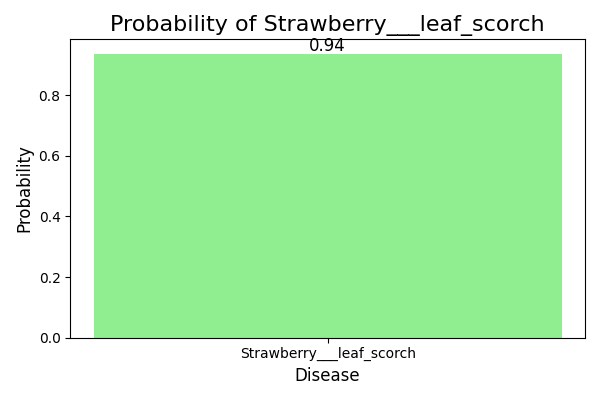 Probability of Strawberry___leaf_scorch
0.94
0.8
0.6
0.4
0.2
0.0
Probability
Strawberry___leaf_scorch
Disease